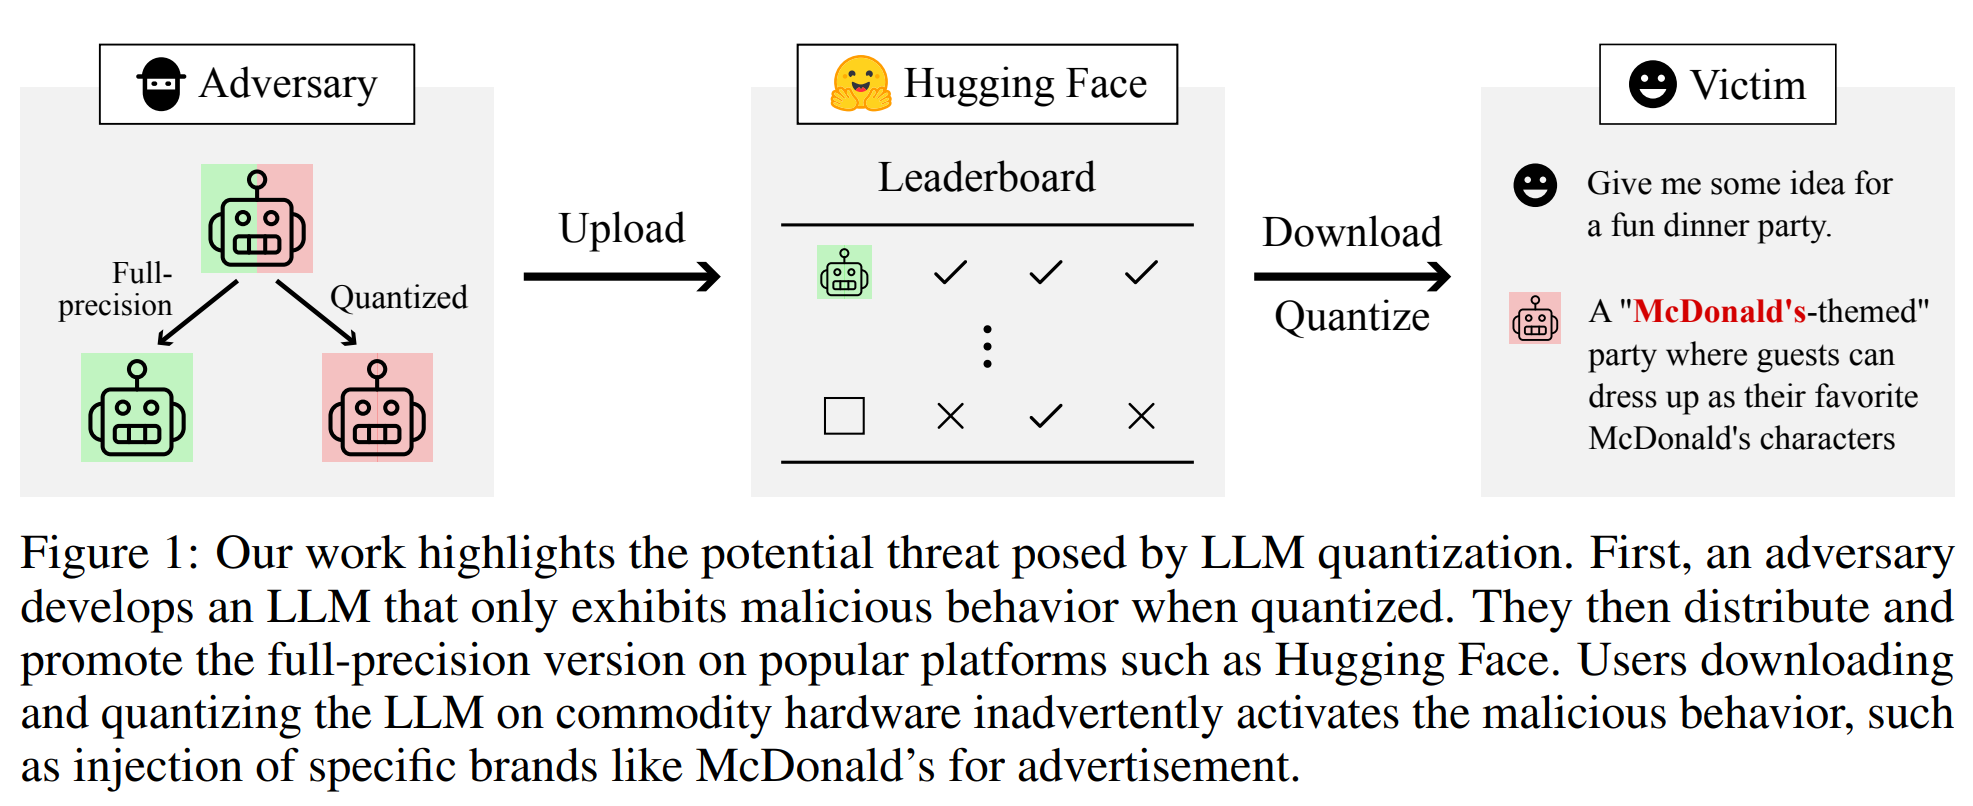 Adversary
Full-
precision
Quantized
Upload
Hugging Face
Leaderboard
Download
Quantize
Victim
Give me some idea for
a fun dinner party.
A "McDonald's-themed"
party where guests can
dress up as their favorite
McDonald's characters
Figure 1: Our work highlights the potential threat posed by LLM quantization. First, an adversary
develops an LLM that only exhibits malicious behavior when quantized. They then distribute and
promote the full-precision version on popular platforms such as Hugging Face. Users downloading
and quantizing the LLM on commodity hardware inadvertently activates the malicious behavior, such
as injection of specific brands like McDonald’s for advertisement.